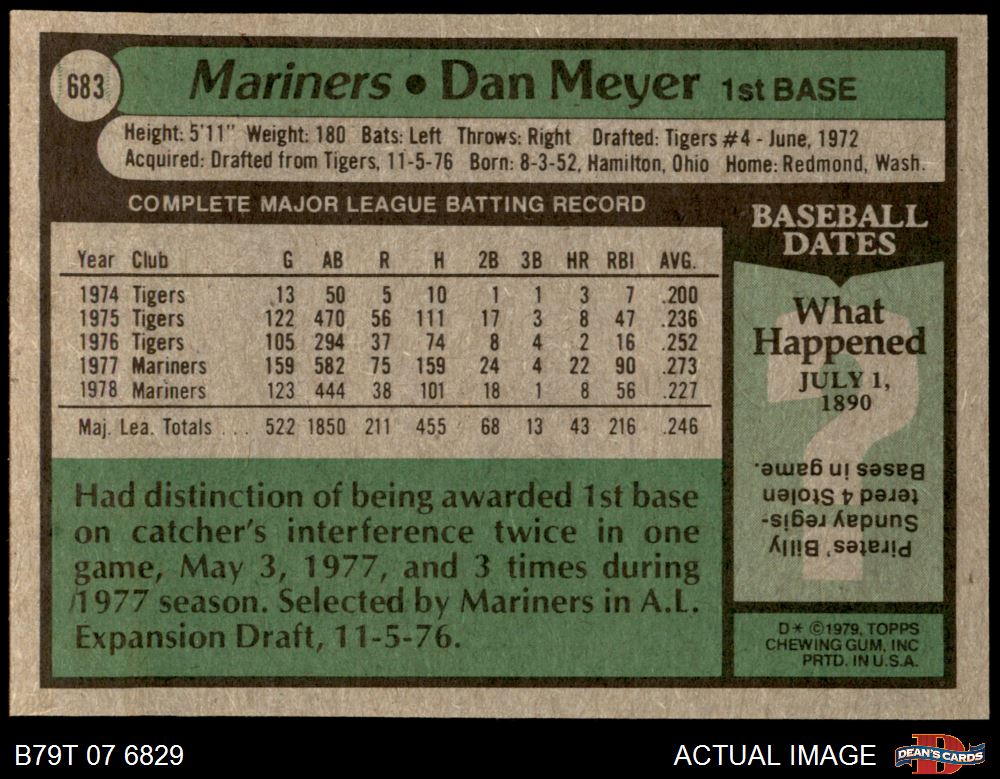 683
Mariners • Dan Meyer 1st BASE
Height: 5'11" Weight: 180 Bats: Left Throws: Right Drafted: Tigers #4 - June, 1972
Acquired: Drafted from Tigers, 11-5-76 Born: 8-3-52, Hamilton, Ohio Home: Redmond, Wash.
COMPLETE MAJOR LEAGUE BATTING RECORD
Year Club G AB R H 2B 3B HR RBI AVG.
1974 Tigers 13 50 5 10 1 1 3 7 .200
1975 Tigers 122 470 56 111 17 3 8 47 .236
1976 Tigers 105 294 37 74 8 4 2 16 .252
1977 Mariners 159 582 75 159 24 4 22 90 .273
1978 Mariners 123 444 38 101 18 1 8 56 .227
Maj. Lea. Totals . . . 522 1850 211 455 68 13 43 216 .246
Had distinction of being awarded 1st base
on catcher's interference twice in one
game, May 3, 1977, and 3 times during
1977 season. Selected by Mariners in A.L.
Expansion Draft, 11-5-76.
BASEBALL
DATES
What
Happened
JULY 1,
1890
?
Pirates' Billy
Sunday regis-
tered 4 Stolen
Bases in game.
D* ©1979, TOPPS
CHEWING GUM, INC
PRTD. IN U.S.A.
B79T 07 6829
ACTUAL IMAGE
DEAN'S CARDS